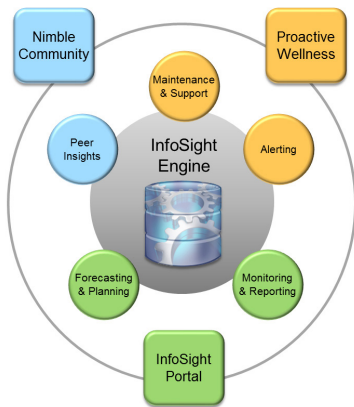 Nimble
Community
Proactive
Wellness
Maintenance
& Support
Peer
Insights
InfoSight
Engine
Alerting
Forecasting
& Planning
Monitoring
& Reporting
InfoSight
Portal